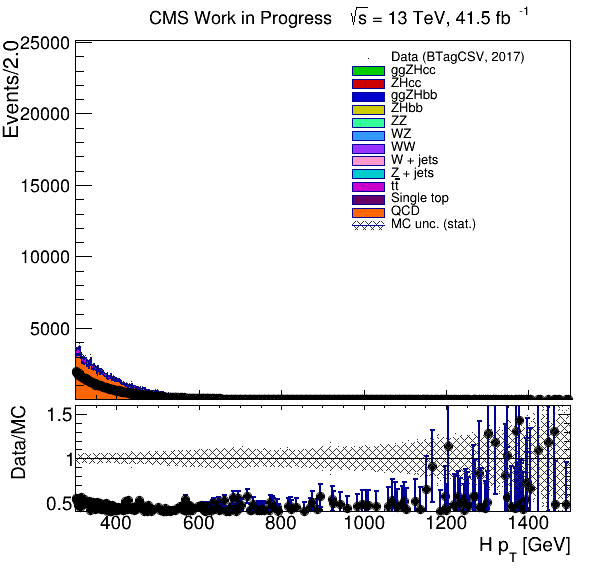 CMS Work in Progress √s = 13 TeV, 41.5 fb⁻¹
Events/2.0
25000
20000
15000
10000
5000
Data (BTagCSV, 2017)
ggZHcc
ZHcc
ggZHbb
ZHbb
ZZ
WZ
WW
W + jets
Z + jets
tt̅
Single top
QCD
MC unc. (stat.)
Data/MC
1.5
1
0.5
400 600 800 1000 1200 1400
H p_T [GeV]